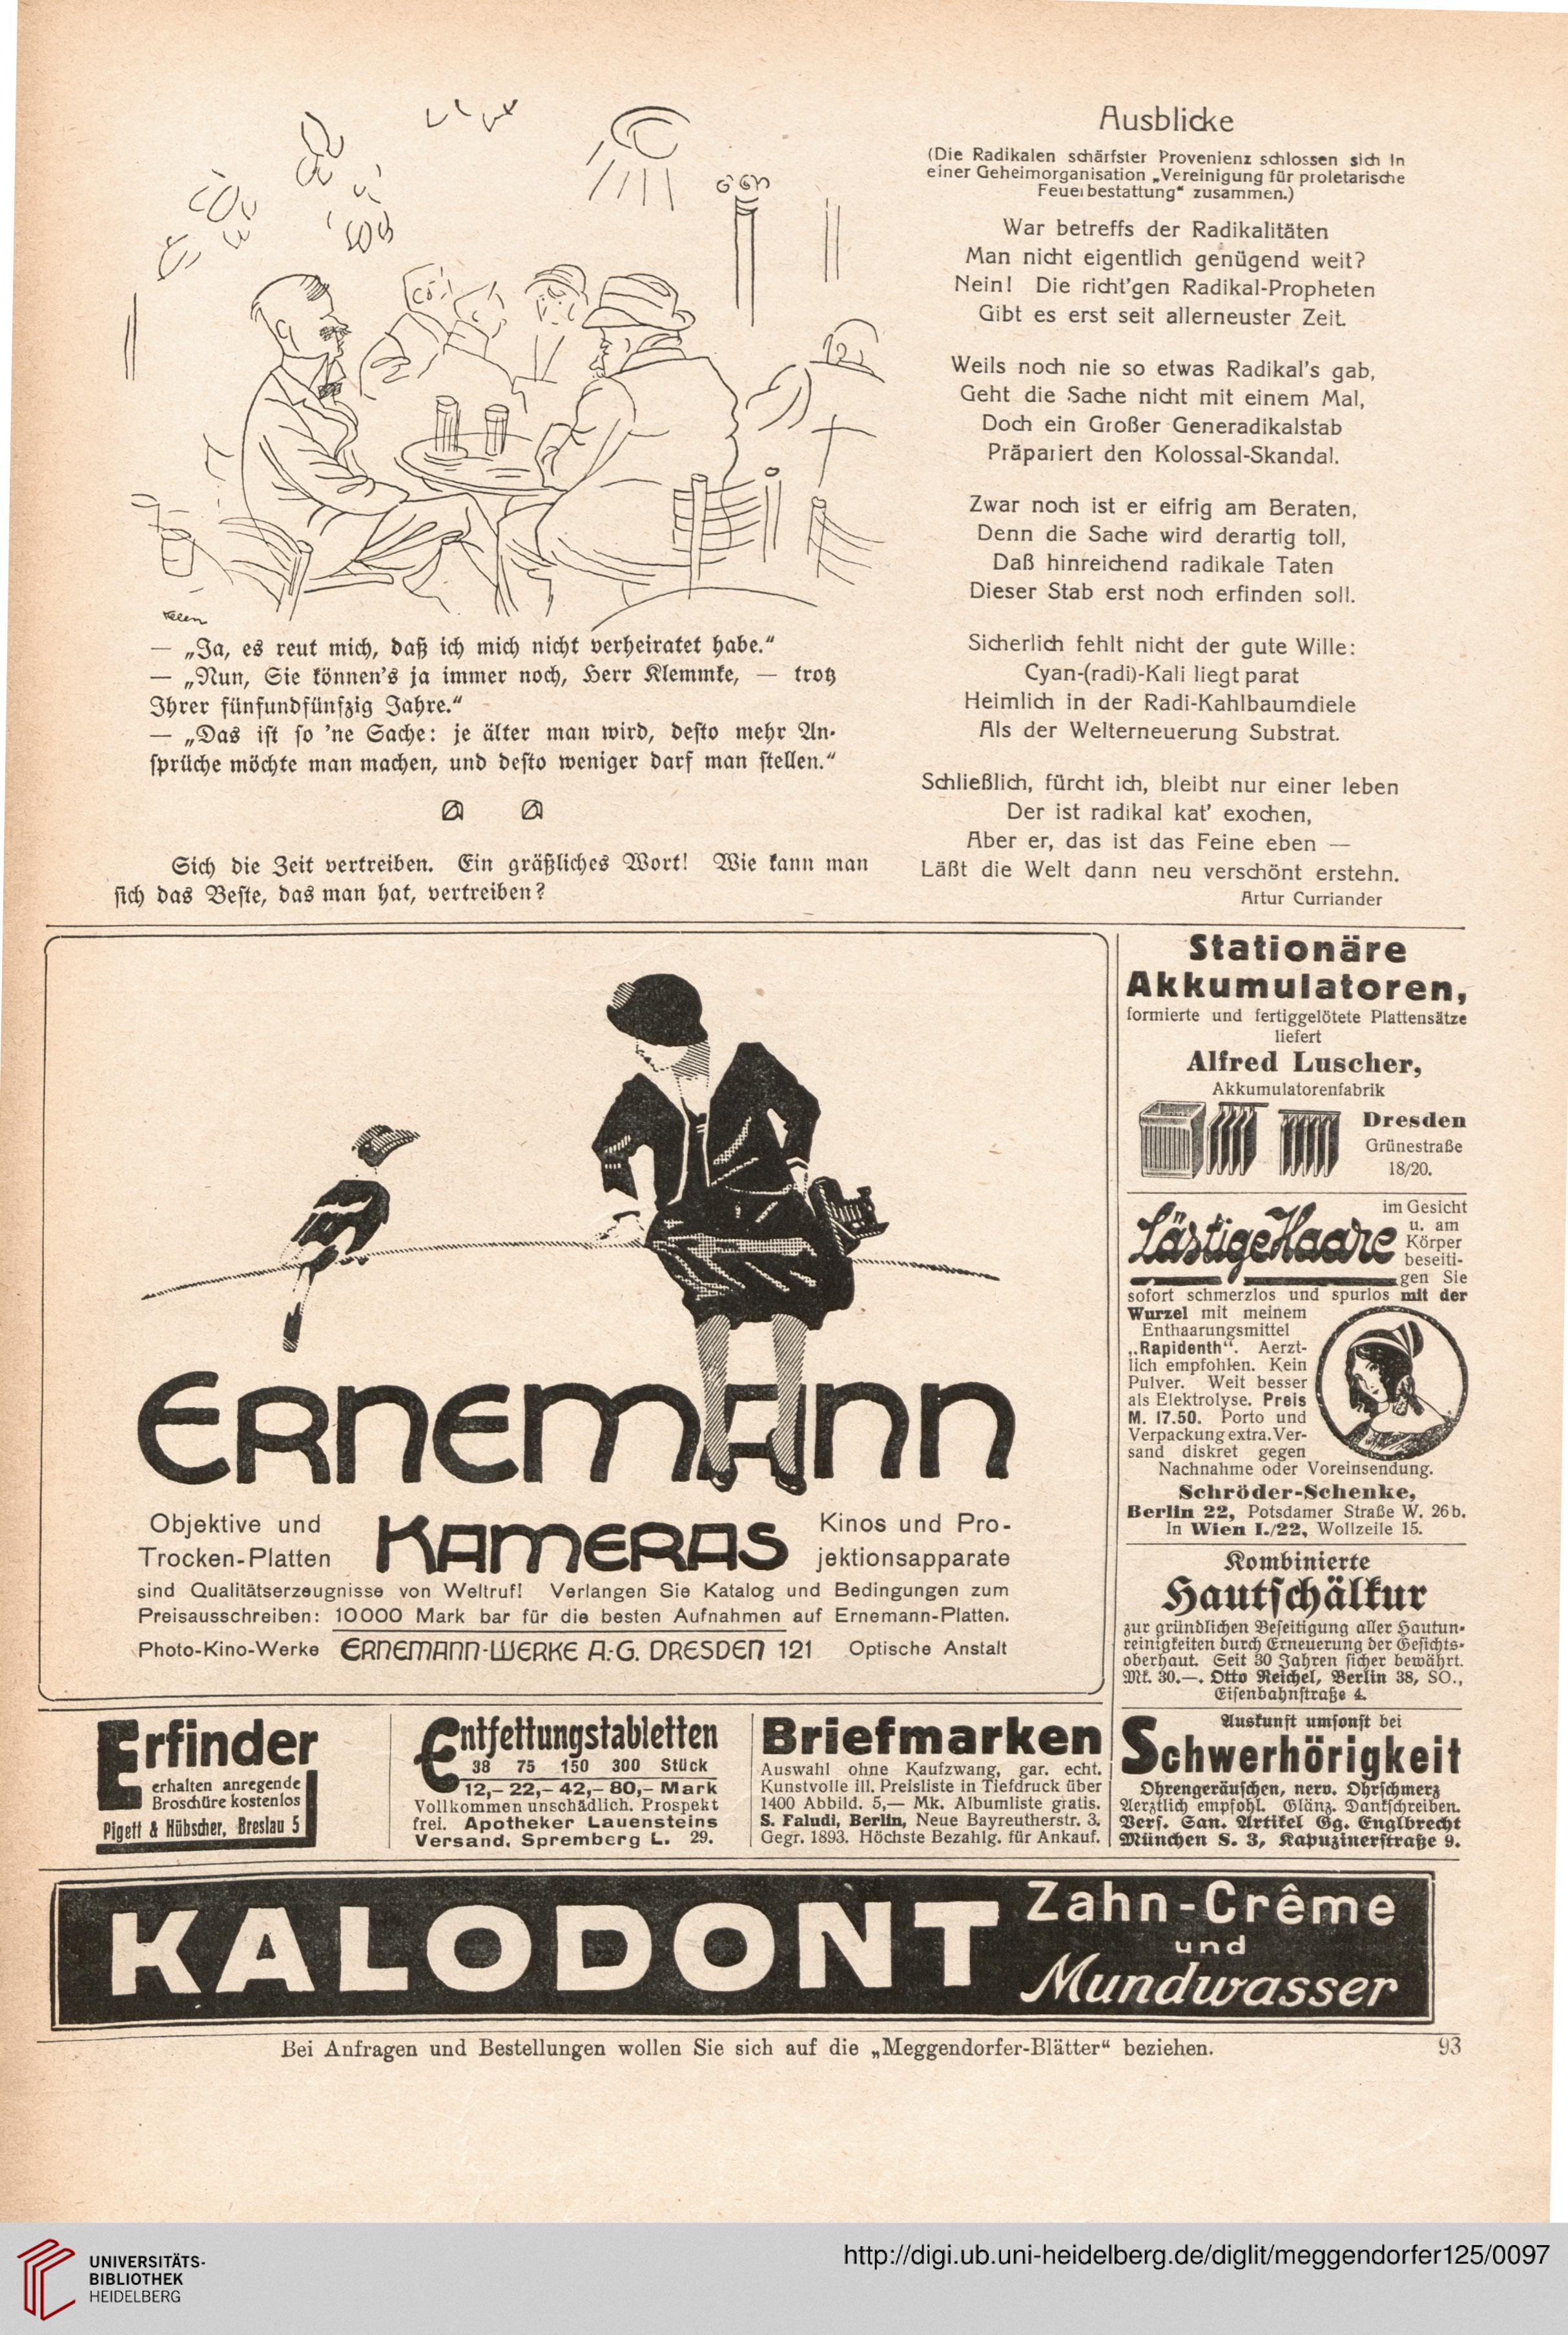 Kelen
— „Ja, es reut mich, daß ich mich nicht verheiratet habe.“
— „Nun, Sie können's ja immer noch, Herr Klemmke, — trotz
Ihrer fünfundfünfzig Jahre.“
— „Das ist so 'ne Sache: je älter man wird, desto mehr An-
sprüche möchte man machen, und desto weniger darf man stellen.“
Sich die Zeit vertreiben. Ein gräßliches Wort! Wie kann man
sich das Beste, das man hat, vertreiben?
Ausblicke
(Die Radikalen schärfster Provenienz schlossen sich in
einer Geheimorganisation „Vereinigung für proletarische
Feuerbestattung“ zusammen.)
War betreffs der Radikalitäten
Man nicht eigentlich genügend weit?
Nein! Die richt'gen Radikal-Propheten
Gibt es erst seit allerneuster Zeit.
Weils noch nie so etwas Radikal's gab,
Geht die Sache nicht mit einem Mal,
Doch ein Großer Generadikalstab
Präpariert den Kolossal-Skandal.
Zwar noch ist er eifrig am Beraten,
Denn die Sache wird derartig toll,
Daß hinreichend radikale Taten
Dieser Stab erst noch erfinden soll.
Sicherlich fehlt nicht der gute Wille:
Cyan-(radi)-Kali liegt parat
Heimlich in der Radi-Kahlbaumdiele
Als der Welterneuerung Substrat.
Schließlich, fürcht ich, bleibt nur einer leben
Der ist radikal kat' exochen,
Aber er, das ist das Feine eben —
Läßt die Welt dann neu verschönt erstehn.
Artur Curriander
ERNEMANN
Objektive und
Trocken-Platten
KAMERAS
Kinos und Pro-
jektionsapparate
sind Qualitätserzeugnisse von Weltruf! Verlangen Sie Katalog und Bedingungen zum
Preisausschreiben: 10000 Mark bar für die besten Aufnahmen auf Ernemann-Platten.
Photo-Kino-Werke ERNEMANN-WERKE A.-G. DRESDEN 121 Optische Anstalt
Stationäre
Akkumulatoren,
formierte und fertiggelötete Plattensätze
liefert
Alfred Luscher,
Akkumulatorenfabrik
Dresden
Grünestraße
18/20.
Lästige Haare
im Gesicht
u. am
Körper
beseiti-
gen Sie
sofort schmerzlos und spurlos mit der
Wurzel mit meinem
Enthaarungsmittel
„Rapidenth“. Aerzt-
lich empfohlen. Kein
Pulver. Weit besser
als Elektrolyse. Preis
M. 17.50. Porto und
Verpackung extra. Ver-
sand diskret gegen
Nachnahme oder Voreinsendung.
Schröder-Schenke,
Berlin 22, Potsdamer Straße W. 26b.
In Wien I./22, Wollzeile 15.
Kombinierte
Hautschälkur
zur gründlichen Beseitigung aller Hautun-
reinigkeiten durch Erneuerung der Gesichts-
oberhaut. Seit 30 Jahren sicher bewährt.
Mk. 30.—. Otto Reichel, Berlin 38, SO.,
Eisenbahnstraße 4.
Erfinder
erhalten anregende
Broschüre kostenlos
Pigett & Hübscher, Breslau 5
Entfettungstabletten
38 75 150 300 Stück
12,– 22,– 42,– 80,– Mark
Vollkommen unschädlich. Prospekt
frei. Apotheker Lauensteins
Versand, Spremberg L. 29.
Briefmarken
Auswahl ohne Kaufzwang, gar. echt.
Kunstvolle ill. Preisliste in Tiefdruck über
1400 Abbild. 5,— Mk. Albumliste gratis.
S. Faludi, Berlin, Neue Bayreutherstr. 3.
Gegr. 1893. Höchste Bezahlg. für Ankauf.
Auskunft umsonst bei
Schwerhörigkeit
Ohrengeräuschen, nerv. Ohrschmerz
Aerztlich empfohl. Glänz. Dankschreiben.
Vers. San. Artikel Gg. Englbrecht
München S. 3, Kapuzinerstraße 9.
KALODONT Zahn-Crême
und
Mundwasser
Bei Anfragen und Bestellungen wollen Sie sich auf die „Meggendorfer-Blätter“ beziehen.
93
UNIVERSITÄTS-
BIBLIOTHEK
HEIDELBERG
http://digi.ub.uni-heidelberg.de/diglit/meggendorfer125/0097